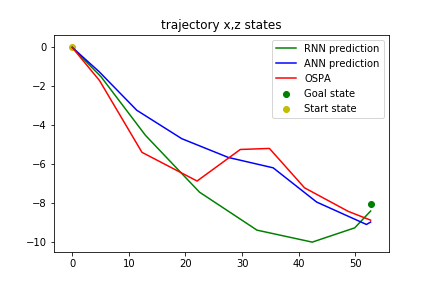 trajectory x,z states
RNN prediction
ANN prediction
OSPA
Goal state
Start state
0
−2
−4
−6
−8
−10
0 10 20 30 40 50